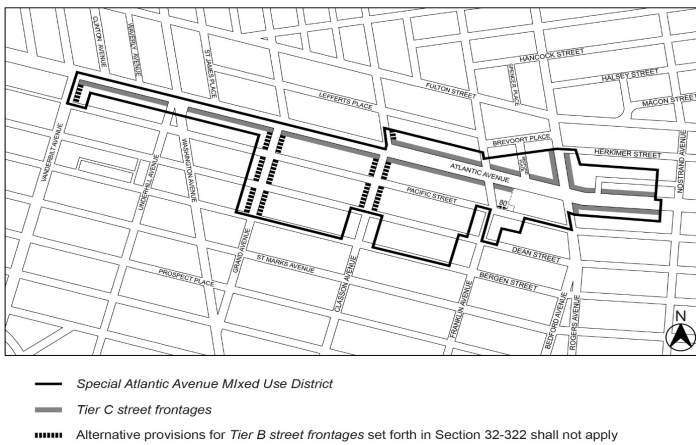 CLINTON AVENUE
WAVERLY AVENUE
ST JAMES PLACE
HANCOCK STREET
SPENCER PLACE
HALSEY STREET
FULTON STREET
LEFFERTS PLACE
MACON STREET
BREVOORT PLACE
HERKIMER STREET
NOSTRAND AVENUE
VANDERBILT AVENUE
UNDERHILL AVENUE
WASHINGTON AVENUE
ATLANTIC AVENUE
PACIFIC STREET
80'
DEAN STREET
GRAND AVENUE
ST MARKS AVENUE
BERGEN STREET
PROSPECT PLACE
CLASSON AVENUE
FRANKLIN AVENUE
BEDFORD AVENUE
ROGERS AVENUE
N
Special Atlantic Avenue MIxed Use District
Tier C street frontages
Alternative provisions for Tier B street frontages set forth in Section 32-322 shall not apply